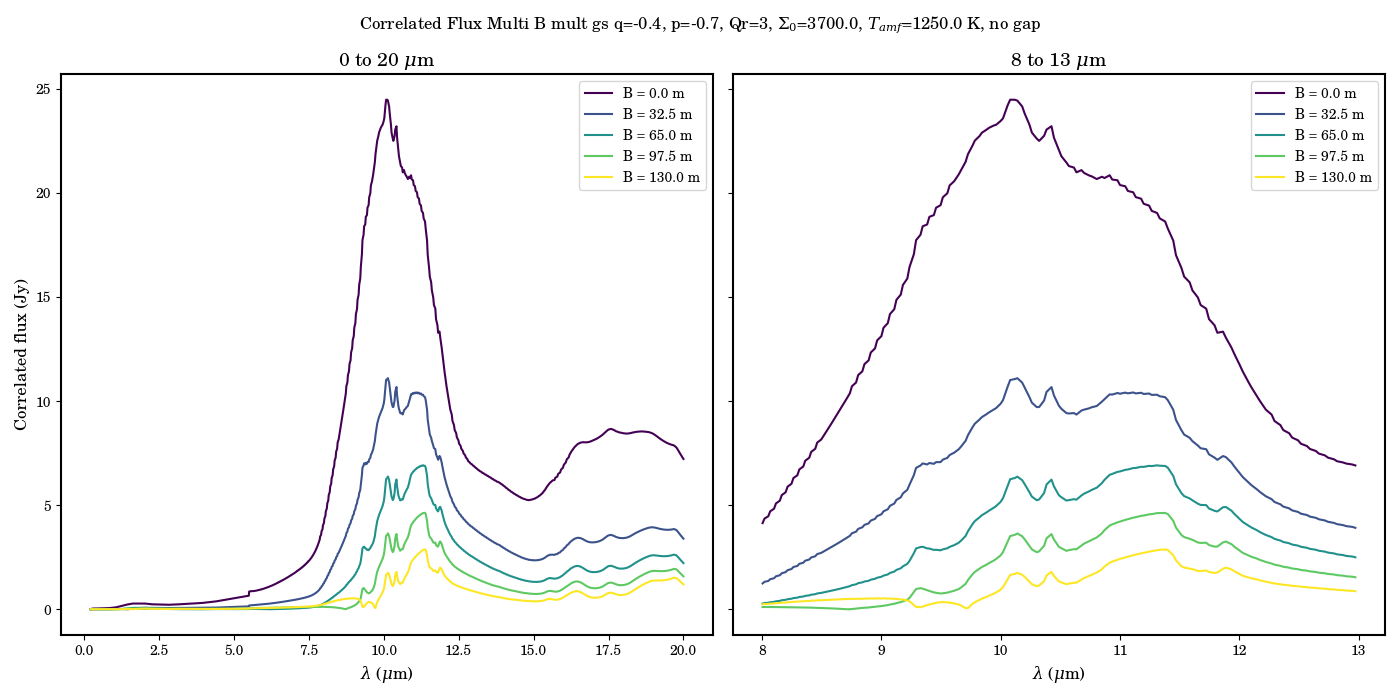 Correlated Flux Multi B mult gs q=-0.4, p=-0.7, Qr=3, Σ₀=3700.0, Tₐₘf=1250.0 K, no gap
0 to 20 μm
8 to 13 μm
25
20
15
10
5
0
Correlated flux (Jy)
B = 0.0 m
B = 32.5 m
B = 65.0 m
B = 97.5 m
B = 130.0 m
B = 0.0 m
B = 32.5 m
B = 65.0 m
B = 97.5 m
B = 130.0 m
0.0 2.5 5.0 7.5 10.0 12.5 15.0 17.5 20.0
8 9 10 11 12 13
λ (μm)
λ (μm)